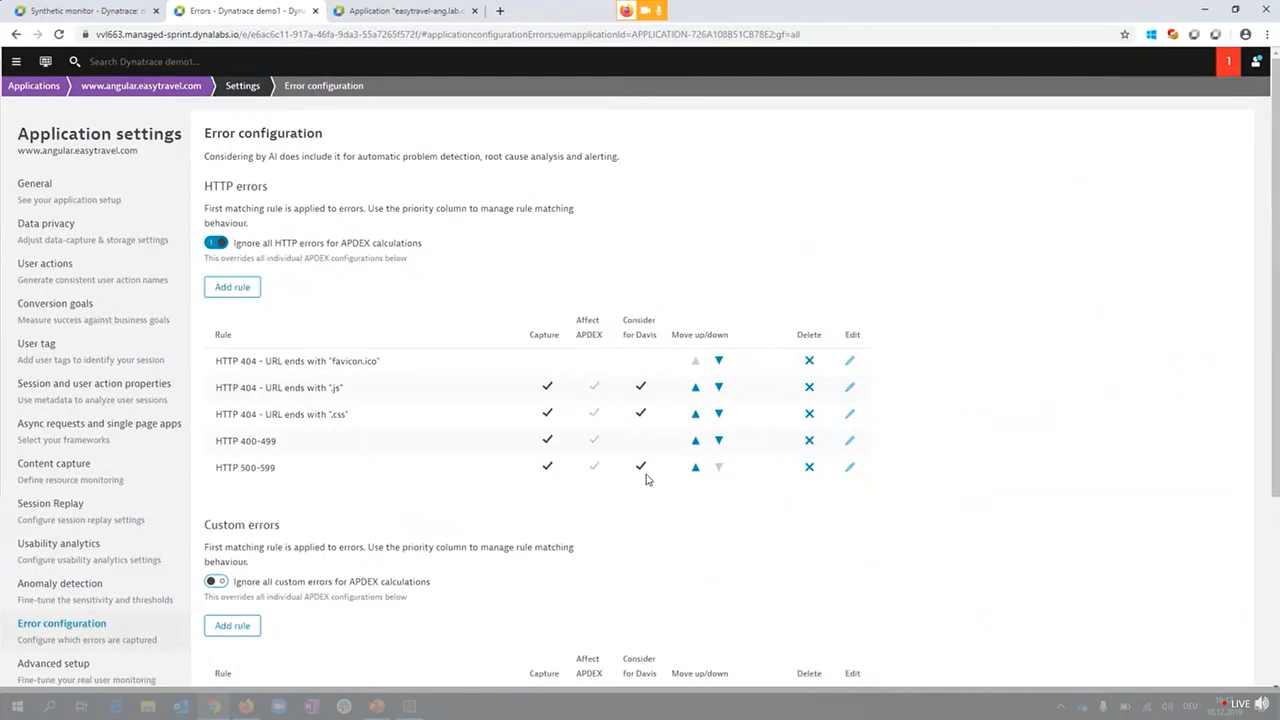 Synthetic monitor - Dynatrace: m
Errors - Dynatrace demo1 - Dyn
Application "easytravel-ang.lab.d
vvl663.managed-sprint.dynalabs.io/e/e6ac6c11-917a-46fa-9da3-55a7265f572f/#applicationconfigurationErrors;uemapplicationId=APPLICATION-726A108B51CB78E2;gf=all
Search Dynatrace demo1...
1
Applications
www.angular.easytravel...
Settings
Error configuration
Application settings
www.angular.easytravel.com
General
See your application setup
Data privacy
Adjust data-capture & storage settings
User actions
Generate consistent user action names
Conversion goals
Measure success against business goals
User tag
Add user tags to identify your session
Session and user action properties
Use metadata to analyze user sessions
Async requests and single page apps
Select your frameworks
Content capture
Define resource monitoring
Session Replay
Configure session replay settings
Usability analytics
Configure usability analytics settings
Anomaly detection
Fine-tune the sensitivity and thresholds
Error configuration
Configure which errors are captured
Advanced setup
Fine-tune your real user monitoring
Error configuration
Considering by AI does include it for automatic problem detection, root cause analysis and alerting.
HTTP errors
First matching rule is applied to errors. Use the priority column to manage rule matching
behaviour.
Ignore all HTTP errors for APDEX calculations
This overrides all individual APDEX configurations below
Add rule
Rule Capture Affect APDEX Consider for Davis Move up/down Delete Edit
HTTP 404 - URL ends with "favicon.ico"
HTTP 404 - URL ends with ".js"
HTTP 404 - URL ends with ".css"
HTTP 400-499
HTTP 500-599
Custom errors
First matching rule is applied to errors. Use the priority column to manage rule matching
behaviour.
Ignore all custom errors for APDEX calculations
This overrides all individual APDEX configurations below
Add rule
Rule Capture Affect APDEX Consider for Davis Move up/down Delete Edit
DEU
10.12.2019
LIVE